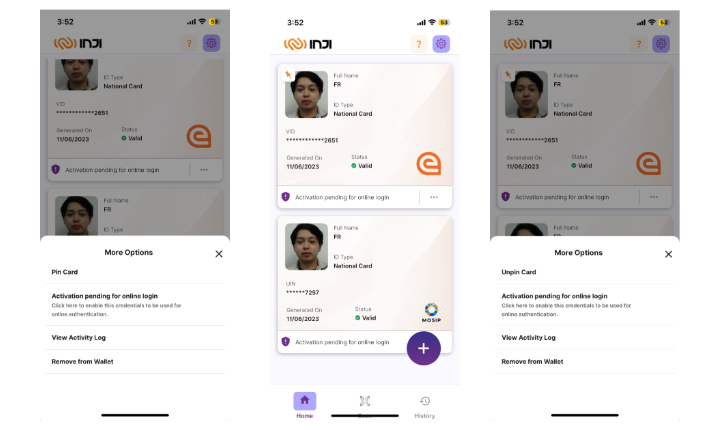 3:52
53
INJI
?
ID Type
National Card
VID
************2651
Generated On
Status
11/06/2023
Valid
Activation pending for online login
...
Full Name
FR
More Options
Pin Card
Activation pending for online login
Click here to enable this credentials to be used for
online authentication.
View Activity Log
Remove from Wallet
3:52
INJI
?
Full Name
FR
ID Type
National Card
VID
************2651
Generated On
Status
11/06/2023
Valid
Activation pending for online login
...
Full Name
FR
ID Type
National Card
UIN
******7257
Generated On
Status
11/06/2023
Valid
MOSIP
Activation pending for online login
+
Home
History
3:52
INJI
?
Full Name
FR
ID Type
National Card
VID
************2651
Generated On
Status
11/06/2023
Valid
Activation pending for online login
...
Full Name
FR
More Options
Unpin Card
Activation pending for online login
Click here to enable this credentials to be used for
online authentication.
View Activity Log
Remove from Wallet